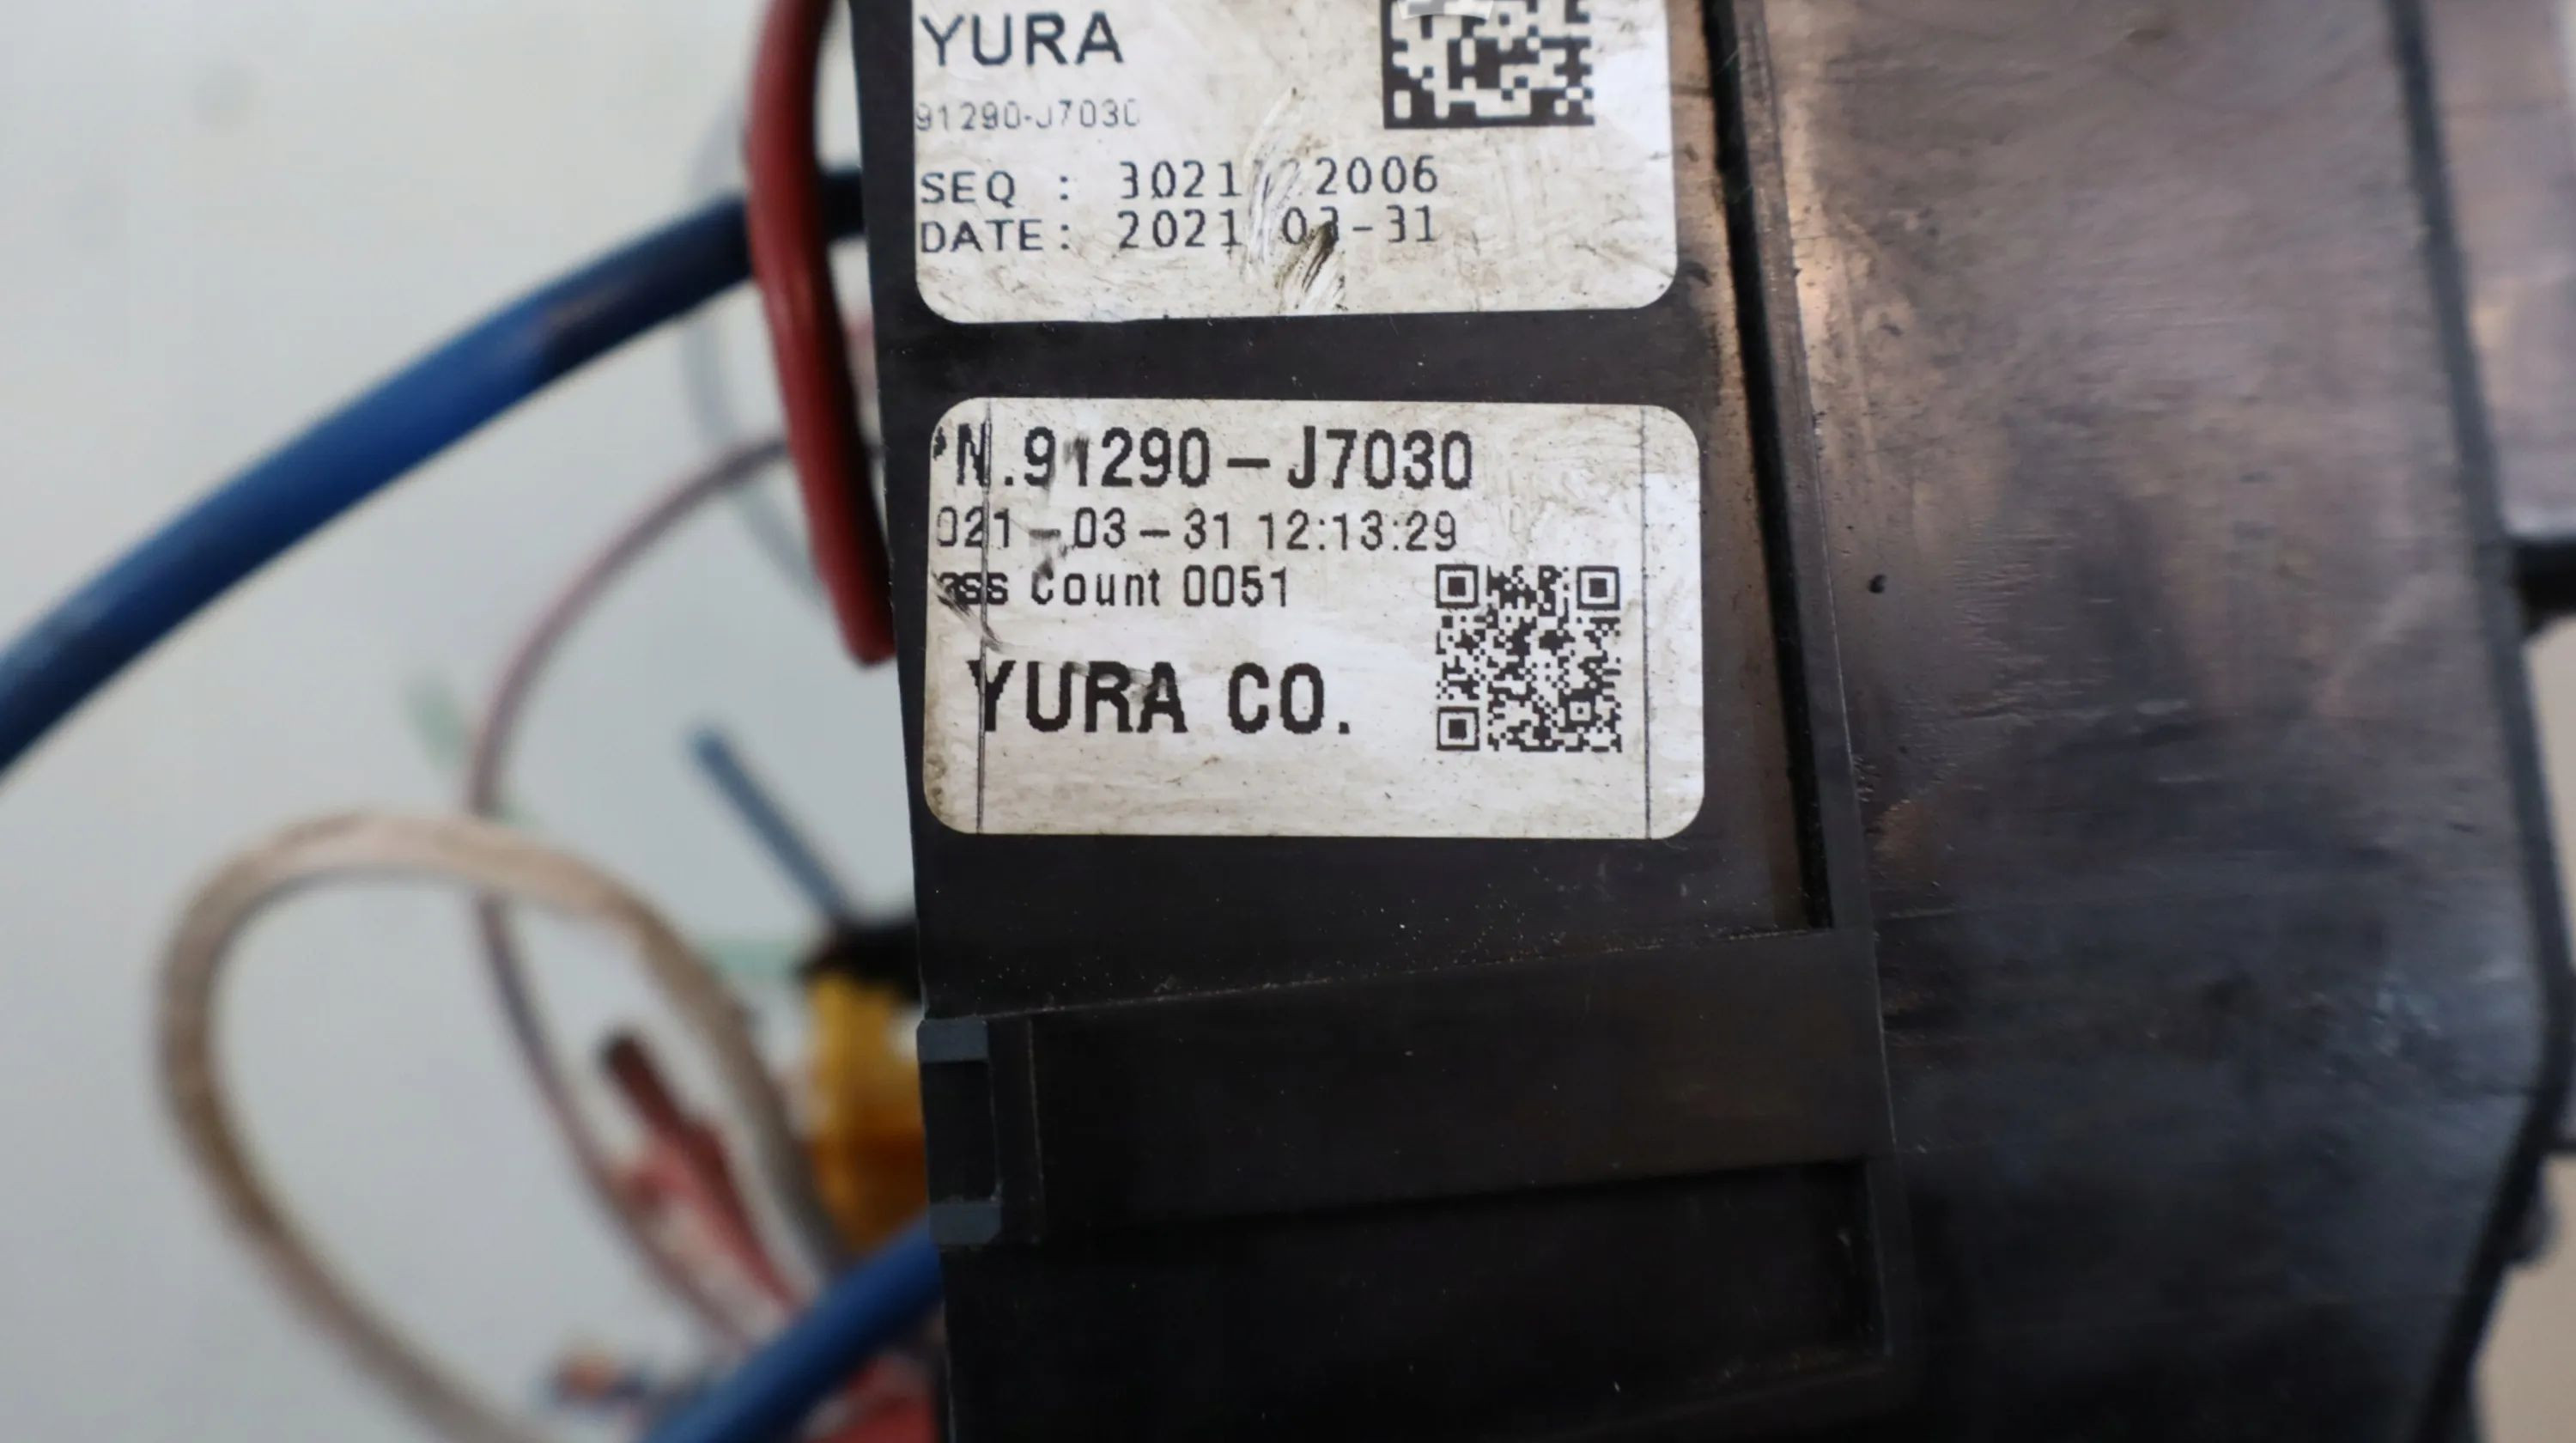 YURA
91290-J7030
SEQ : 3021 2006
DATE: 2021 03-31
N.91290-J7030
021-03-31 12:13:29
ss Count 0051
YURA CO.